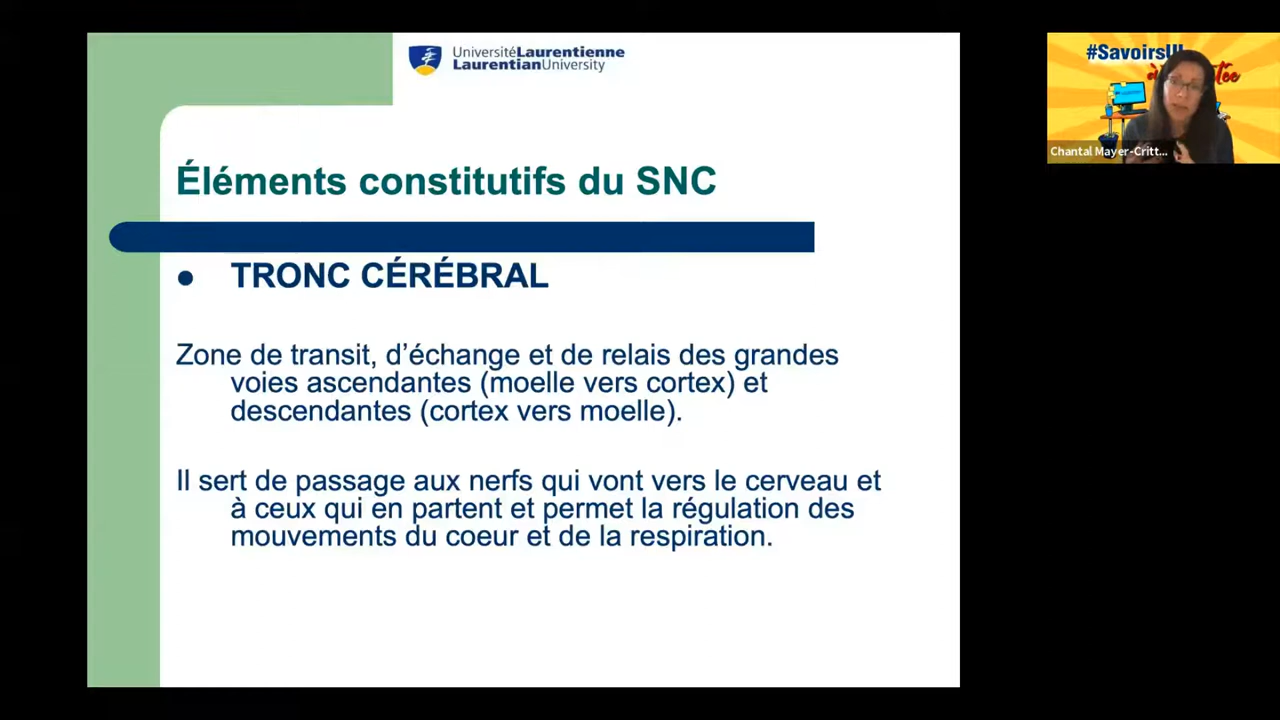 UniversitéLaurentienne
LaurentianUniversity
#SavoirsUL
à
Chantal Mayer-Critt...
Éléments constitutifs du SNC
● TRONC CÉRÉBRAL
Zone de transit, d’échange et de relais des grandes
voies ascendantes (moelle vers cortex) et
descendantes (cortex vers moelle).
Il sert de passage aux nerfs qui vont vers le cerveau et
à ceux qui en partent et permet la régulation des
mouvements du coeur et de la respiration.